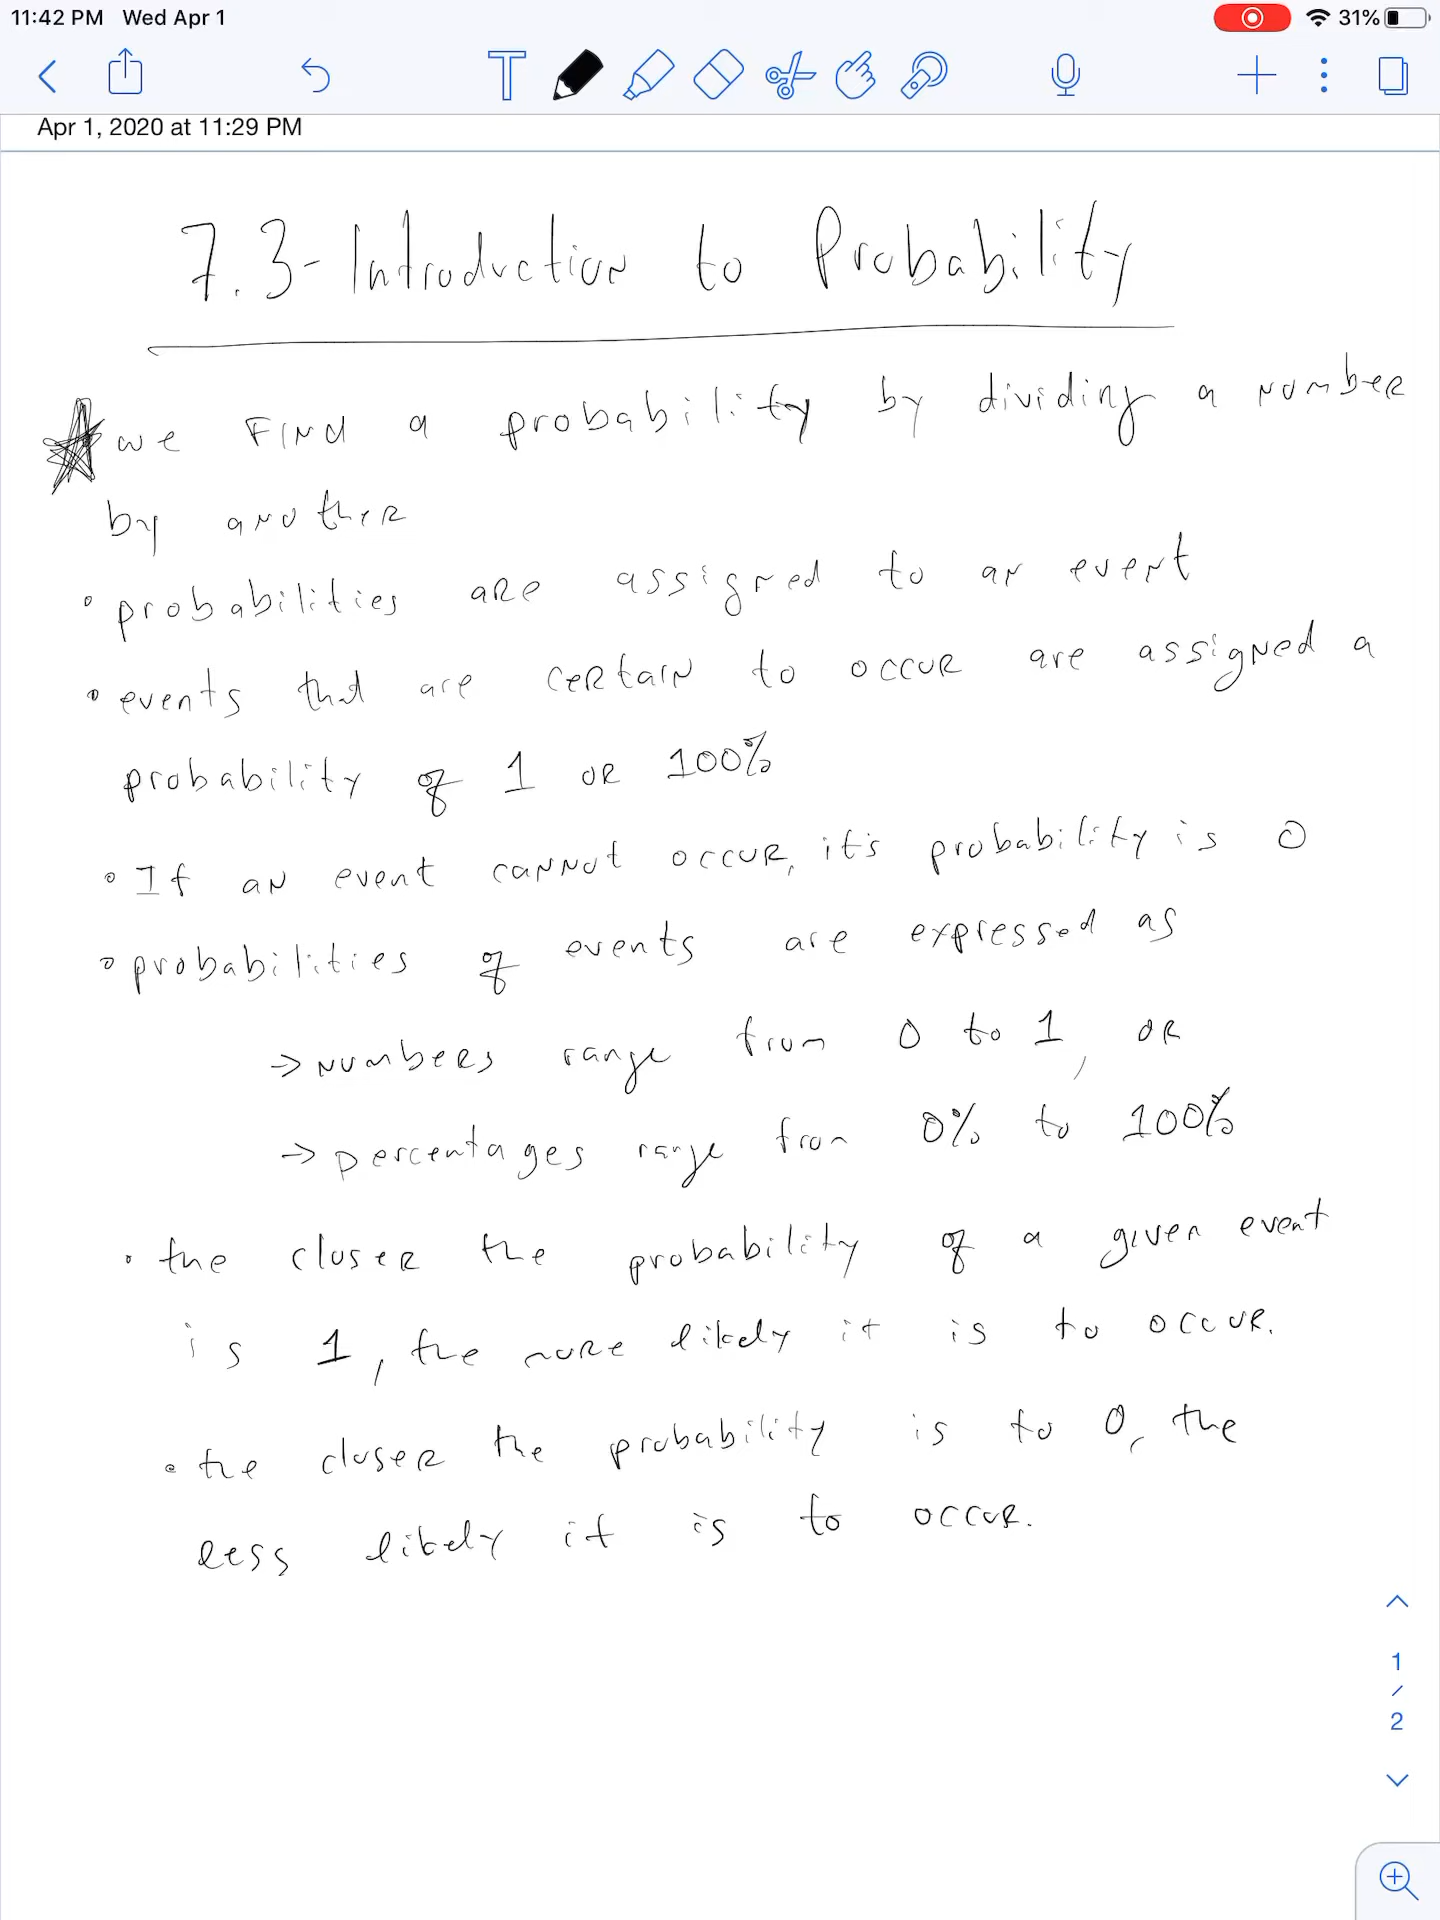 11:42 PM Wed Apr 1 31%
T
Apr 1, 2020 at 11:29 PM
7.3-Introduction to Probability
we find a probability by dividing a number
by another
• probabilities are assigned to an event
• events that are certain to occur are assigned a
probability of 1 or 100%
• If an event cannot occur, it's probability is 0
• probabilities of events are expressed as
→ numbers range from 0 to 1, or
→ percentages range from 0% to 100%
• the closer the probability of a given event
is 1, the more likely it is to occur.
• the closer the probability is to 0, the
less likely it is to occur.
1
/
2